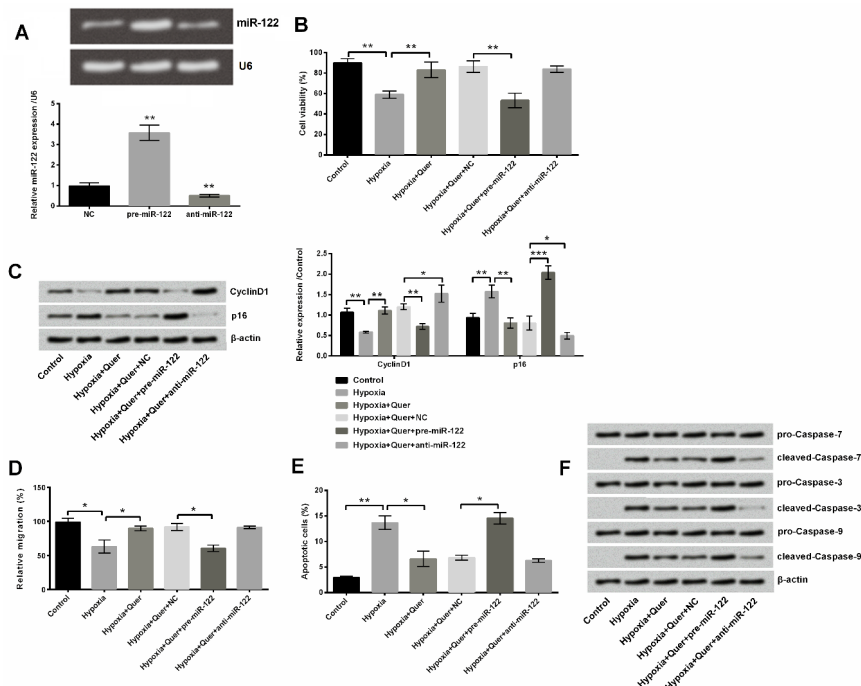 A
miR-122
U6
Relative miR-122 expression /U6
5
4
3
2
1
0
NC
pre-miR-122
anti-miR-122
**
**
B
Cell viability (%)
100
80
60
40
20
0
**
**
**
Control
Hypoxia
Hypoxia+Quer
Hypoxia+Quer+NC
Hypoxia+Quer+pre-miR-122
Hypoxia+Quer+anti-miR-122
C
CyclinD1
p16
β-actin
Control
Hypoxia
Hypoxia+Quer
Hypoxia+Quer+NC
Hypoxia+Quer+pre-miR-122
Hypoxia+Quer+anti-miR-122
Relative expression /Control
2.5
2.0
1.5
1.0
0.5
0.0
**
**
**
*
**
**
***
*
CyclinD1
p16
Control
Hypoxia
Hypoxia+Quer
Hypoxia+Quer+NC
Hypoxia+Quer+pre-miR-122
Hypoxia+Quer+anti-miR-122
D
Relative migration (%)
150
100
50
0
*
*
*
Control
Hypoxia
Hypoxia+Quer
Hypoxia+Quer+NC
Hypoxia+Quer+pre-miR-122
Hypoxia+Quer+anti-miR-122
E
Apoptotic cells (%)
20
15
10
5
0
**
*
*
Control
Hypoxia
Hypoxia+Quer
Hypoxia+Quer+NC
Hypoxia+Quer+pre-miR-122
Hypoxia+Quer+anti-miR-122
F
pro-Caspase-7
cleaved-Caspase-7
pro-Caspase-3
cleaved-Caspase-3
pro-Caspase-9
cleaved-Caspase-9
β-actin
Control
Hypoxia
Hypoxia+Quer
Hypoxia+Quer+NC
Hypoxia+Quer+pre-miR-122
Hypoxia+Quer+anti-miR-122